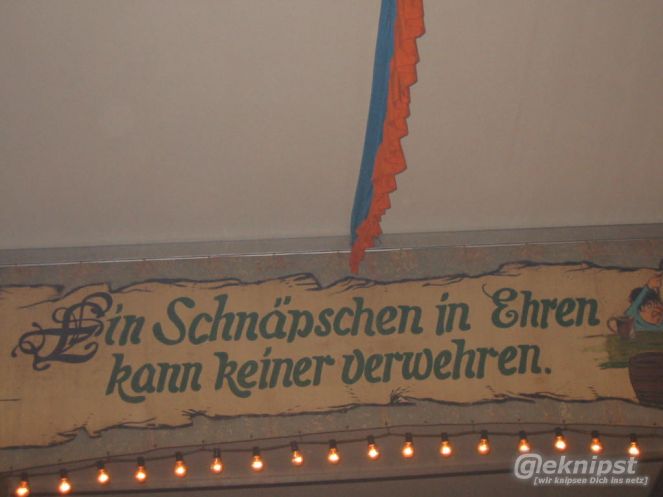 Ein Schnäpschen in Ehren
kann keiner verwehren.
@eknipst
[wir knipsen Dich ins netz]